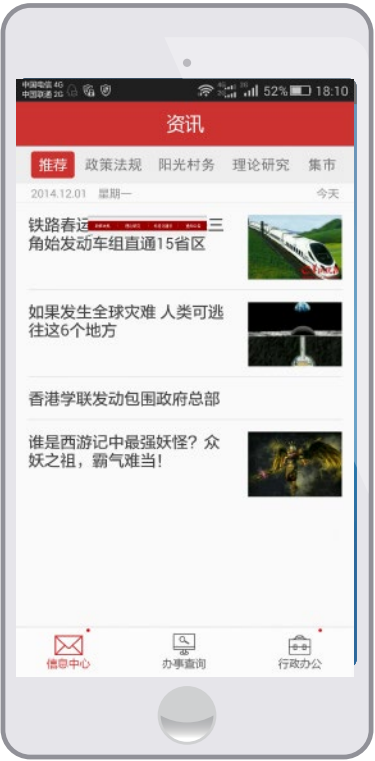 中国电信 4G
中国联通 2G
4G
2G
2G
52%
18:10
资讯
推荐 政策法规 阳光村务 理论研究 集市
2014.12.01 星期一 今天
铁路春运 三
角始发动车组直通15省区
如果发生全球灾难 人类可逃
往这6个地方
香港学联发动包围政府总部
谁是西游记中最强妖怪？众
妖之祖，霸气难当！
信息中心 办事查询 行政办公